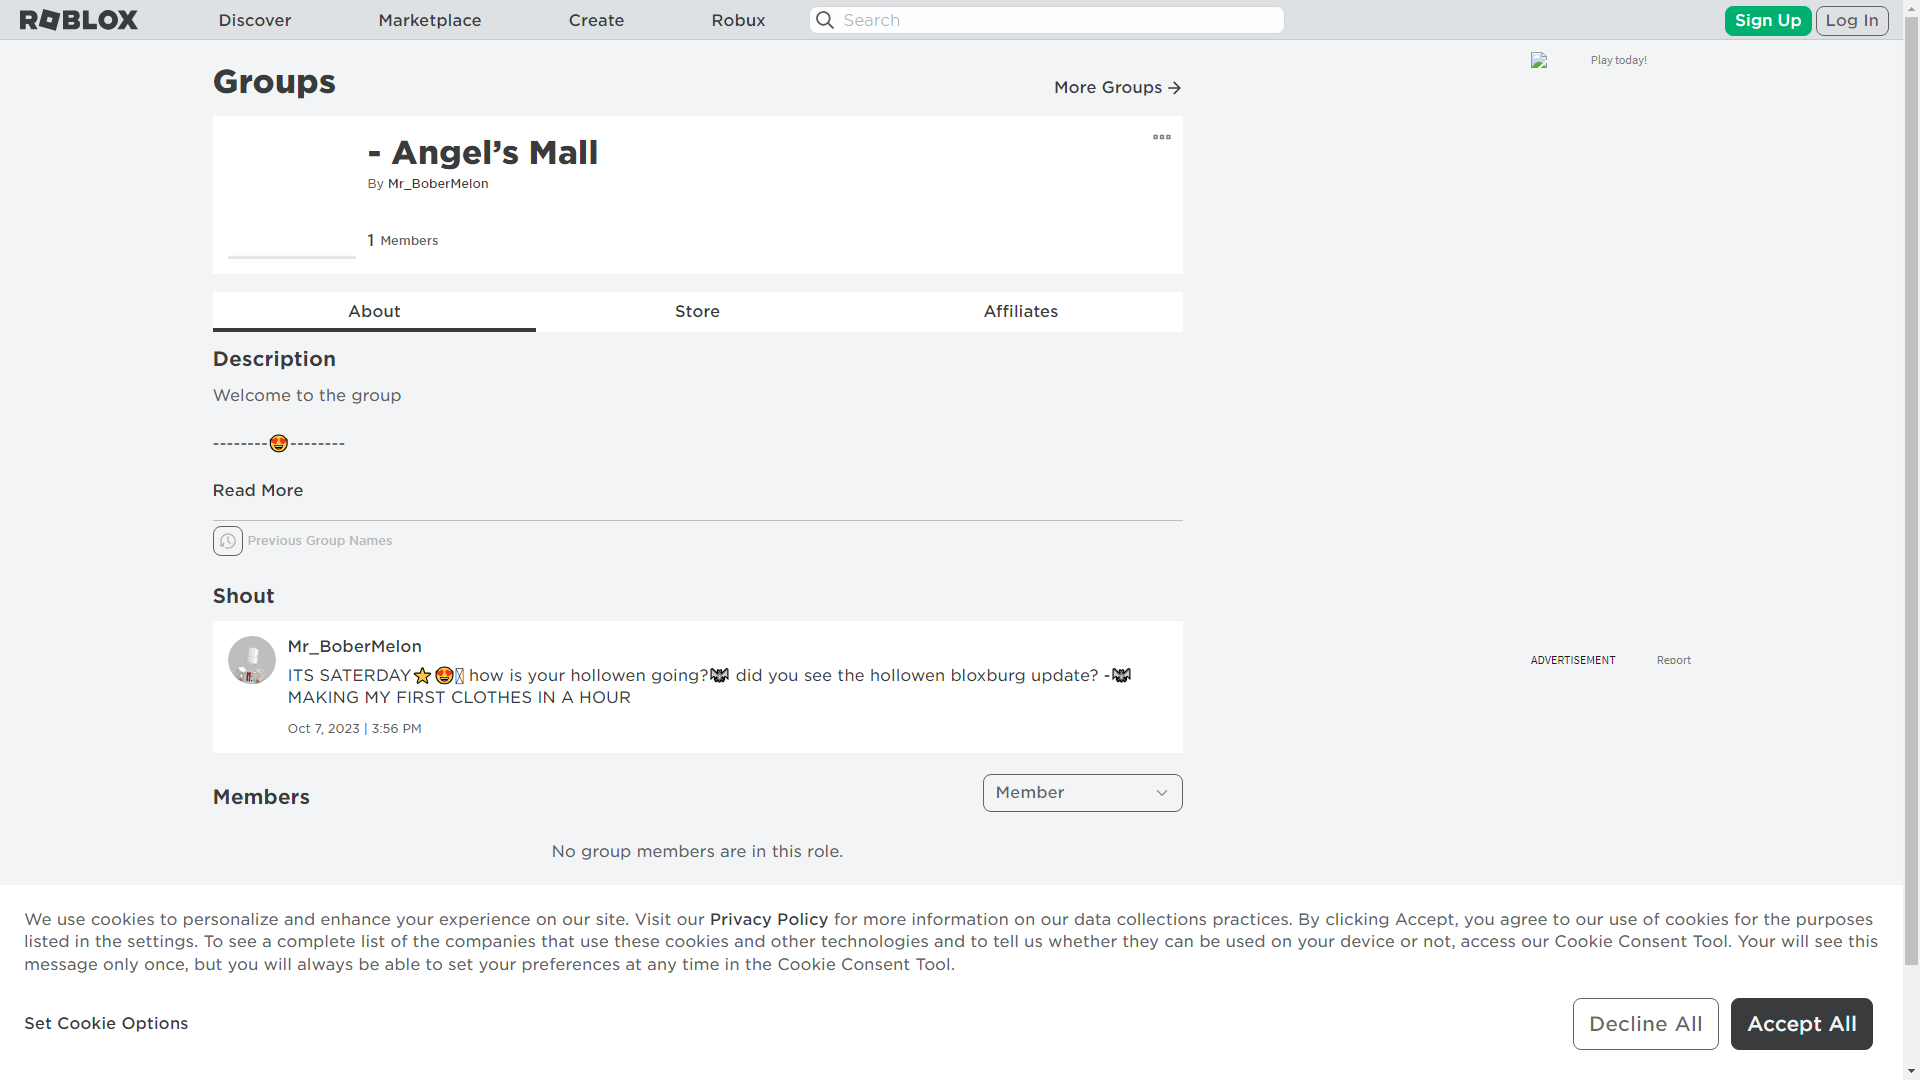 ROBLOX
Discover
Marketplace
Create
Robux
Search
Sign Up
Log In
Groups
More Groups
Play today!
- Angel’s Mall
By Mr_BoberMelon
1 Members
About
Store
Affiliates
Description
Welcome to the group
--------😍--------
Read More
Previous Group Names
Shout
Mr_BoberMelon
ITS SATERDAY⭐😍 how is your hollowen going?🦇 did you see the hollowen bloxburg update? -🦇
MAKING MY FIRST CLOTHES IN A HOUR
Oct 7, 2023 | 3:56 PM
ADVERTISEMENT
Report
Members
Member
No group members are in this role.
We use cookies to personalize and enhance your experience on our site. Visit our Privacy Policy for more information on our data collections practices. By clicking Accept, you agree to our use of cookies for the purposes
listed in the settings. To see a complete list of the companies that use these cookies and other technologies and to tell us whether they can be used on your device or not, access our Cookie Consent Tool. Your will see this
message only once, but you will always be able to set your preferences at any time in the Cookie Consent Tool.
Set Cookie Options
Decline All
Accept All